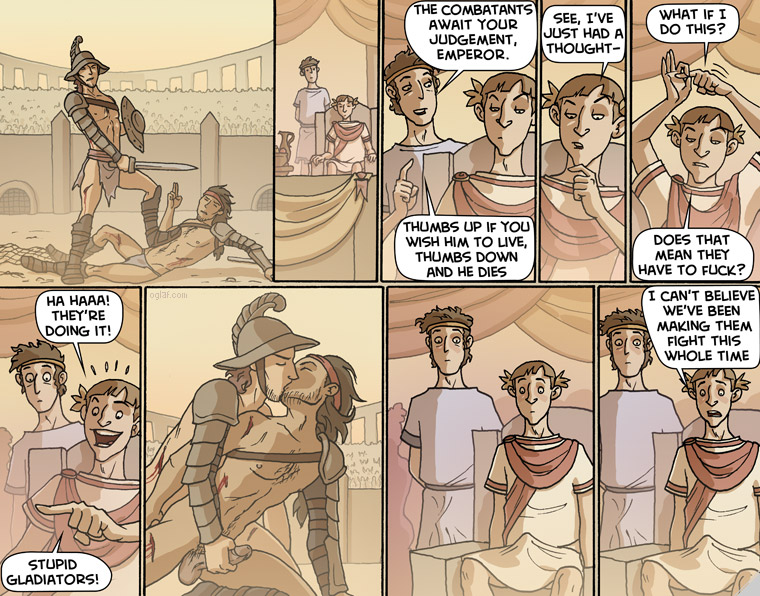 THE COMBATANTS
AWAIT YOUR
JUDGEMENT,
EMPEROR.
THUMBS UP IF YOU
WISH HIM TO LIVE,
THUMBS DOWN
AND HE DIES
SEE, I'VE
JUST HAD A
THOUGHT-
WHAT IF I
DO THIS?
DOES THAT
MEAN THEY
HAVE TO FUCK?
HA HAAA!
THEY'RE
DOING IT!
STUPID
GLADIATORS!
oglaf.com
I CAN'T BELIEVE
WE'VE BEEN
MAKING THEM
FIGHT THIS
WHOLE TIME